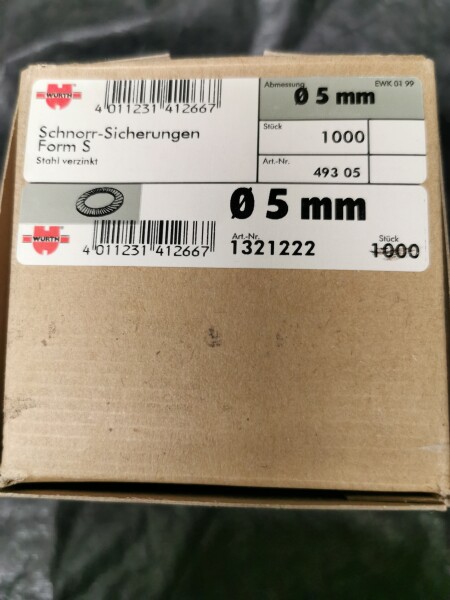 WÜRTH
4 011231 412667
Schnorr-Sicherungen
Form S
Stahl verzinkt
Abmessung
EWK 01 99
Ø 5 mm
Stück
1000
Art.-Nr.
493 05
Ø 5 mm
WÜRTH
4 011231 412667
Art.-Nr.
1321222
Stück
1000